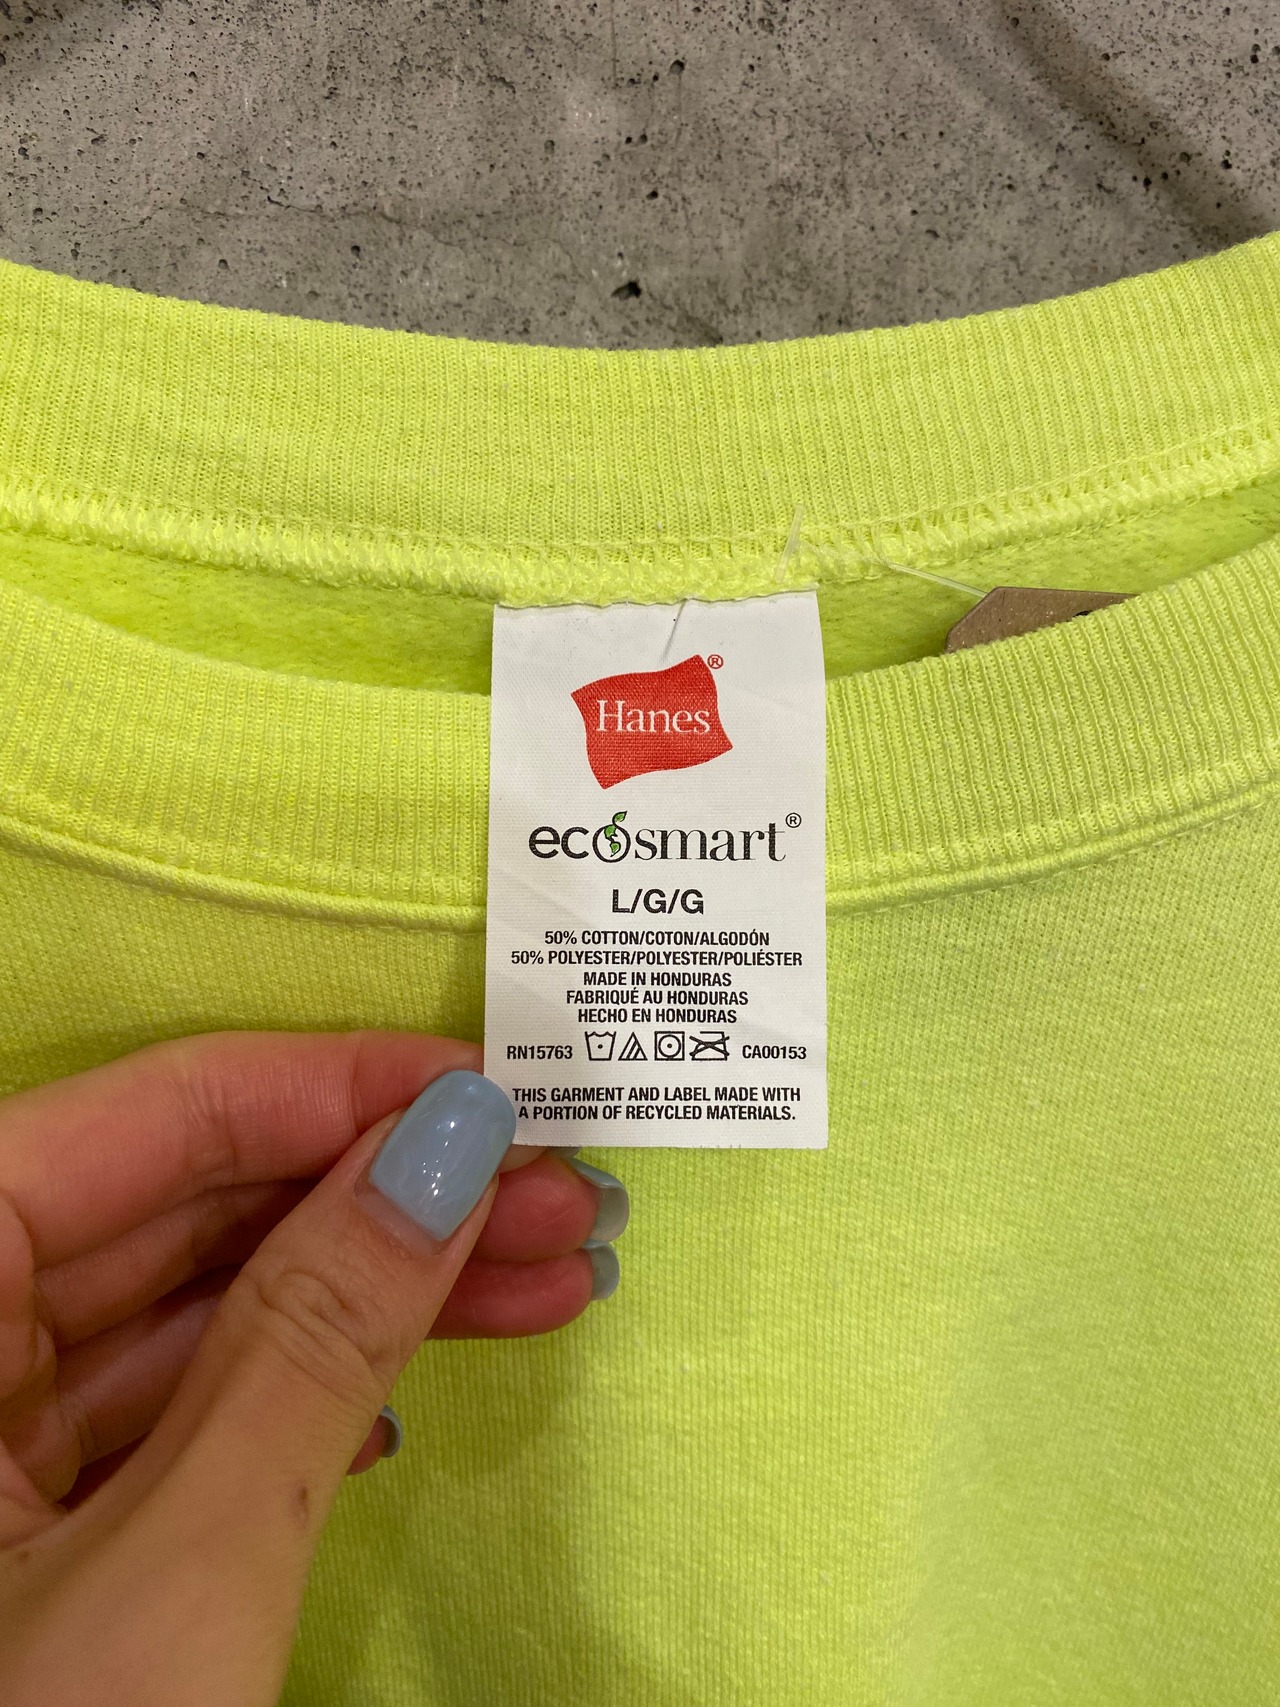 Hanes®
ecosmart®
L/G/G
50% COTTON/COTON/ALGODÓN
50% POLYESTER/POLYESTER/POLIÉSTER
MADE IN HONDURAS
FABRIQUÉ AU HONDURAS
HECHO EN HONDURAS
RN15763 CA00153
THIS GARMENT AND LABEL MADE WITH
A PORTION OF RECYCLED MATERIALS.